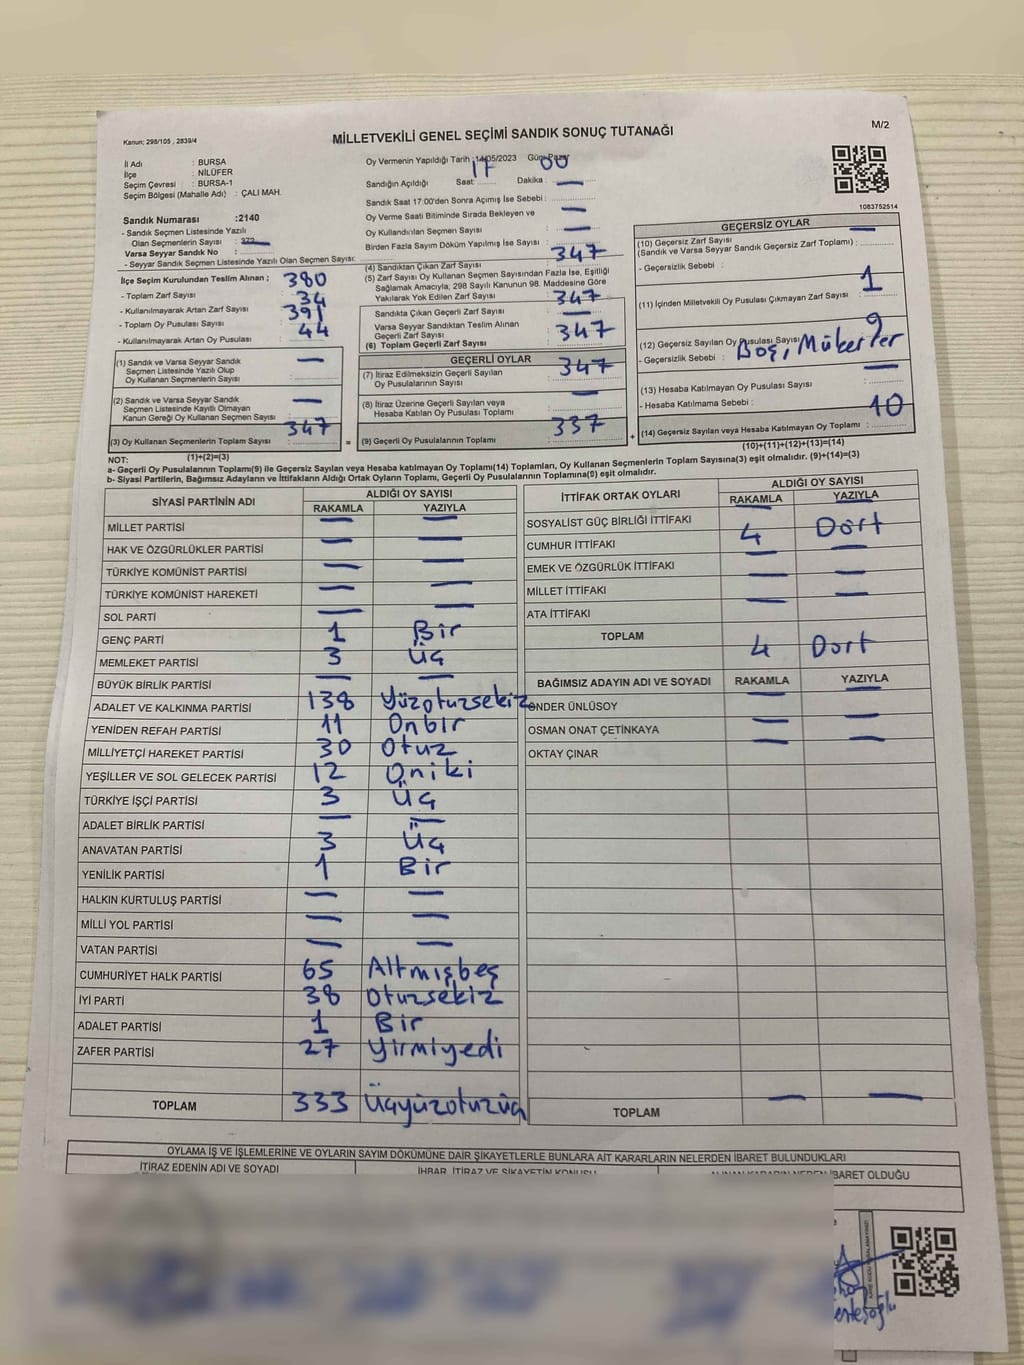 Kanun; 298/105 , 2839/4
MİLLETVEKİLİ GENEL SEÇİMİ SANDIK SONUÇ TUTANAĞI
M/2
İl Adı : BURSA
İlçe : NİLÜFER
Seçim Çevresi : BURSA-1
Seçim Bölgesi (Mahalle Adı) : ÇALI MAH.
Sandık Numarası :2140
- Sandık Seçmen Listesinde Yazılı
Olan Seçmenlerin Sayısı :
Varsa Seyyar Sandık No :
- Seyyar Sandık Seçmen Listesinde Yazılı Olan Seçmen Sayısı:
İlçe Seçim Kurulundan Teslim Alınan ; 380
- Toplam Zarf Sayısı : 34
- Kullanılmayarak Artan Zarf Sayısı : 391
- Toplam Oy Pusulası Sayısı : 44
- Kullanılmayarak Artan Oy Pusulası :
(1) Sandık ve Varsa Seyyar Sandık —
Seçmen Listesinde Yazılı Olup
Oy Kullanan Seçmenlerin Sayısı :
(2) Sandık ve Varsa Seyyar Sandık —
Seçmen Listesinde Kayıtlı Olmayan
Kanun Gereği Oy Kullanan Seçmen Sayısı : 347
(3) Oy Kullanan Seçmenlerin Toplam Sayısı : =
(1)+(2)=(3)
Oy Vermenin Yapıldığı Tarih :14/05/2023 Gün: Pazar
Sandığın Açıldığı Saat: 17 Dakika : 00
Sandık Saat 17:00'den Sonra Açımış İse Sebebi : —
Oy Verme Saati Bitiminde Sırada Bekleyen ve
Oy Kullandırılan Seçmen Sayısı : —
Birden Fazla Sayım Döküm Yapılmış İse Sayısı : —
(4) Sandıktan Çıkan Zarf Sayısı : 347
(5) Zarf Sayısı Oy Kullanan Seçmen Sayısından Fazla İse, Eşitliği
Sağlamak Amacıyla, 298 Sayılı Kanunun 98. Maddesine Göre
Yakılarak Yok Edilen Zarf Sayısı : 347
Sandıkta Çıkan Geçerli Zarf Sayısı : —
Varsa Seyyar Sandıktan Teslim Alınan
Geçerli Zarf Sayısı : 347
(6) Toplam Geçerli Zarf Sayısı :
GEÇERLİ OYLAR
(7) İtiraz Edilmeksizin Geçerli Sayılan 347
Oy Pusulalarının Sayısı :
(8) İtiraz Üzerine Geçerli Sayılan veya —
Hesaba Katılan Oy Pusulası Toplamı :
(9) Geçerli Oy Pusulalarının Toplamı : 337 +
1083752514
GEÇERSİZ OYLAR
(10) Geçersiz Zarf Sayısı —
(Sandık ve Varsa Seyyar Sandık Geçersiz Zarf Toplamı) :
- Geçersizlik Sebebi :
(11) İçinden Milletvekili Oy Pusulası Çıkmayan Zarf Sayısı : 1
(12) Geçersiz Sayılan Oy Pusulası Sayısı : 9
- Geçersizlik Sebebi : Boş, Mükerrer
(13) Hesaba Katılmayan Oy Pusulası Sayısı :
- Hesaba Katılmama Sebebi :
(14) Geçersiz Sayılan veya Hesaba Katılmayan Oy Toplamı : 10
(10)+(11)+(12)+(13)=(14)
NOT:
a- Geçerli Oy Pusulalarının Toplamı(9) ile Geçersiz Sayılan veya Hesaba katılmayan Oy Toplamı(14) Toplamları, Oy Kullanan Seçmenlerin Toplam Sayısına(3) eşit olmalıdır. (9)+(14)=(3)
b- Siyasi Partilerin, Bağımsız Adayların ve İttifakların Aldığı Ortak Oyların Toplamı, Geçerli Oy Pusulalarının Toplamına(9) eşit olmalıdır.
SİYASİ PARTİNİN ADI ALDIĞI OY SAYISI
RAKAMLA YAZIYLA
MİLLET PARTİSİ — —
HAK VE ÖZGÜRLÜKLER PARTİSİ — —
TÜRKİYE KOMÜNİST PARTİSİ — —
TÜRKİYE KOMÜNİST HAREKETİ — —
SOL PARTİ — —
GENÇ PARTİ 1 Bir
MEMLEKET PARTİSİ 3 Üç
BÜYÜK BİRLİK PARTİSİ — —
ADALET VE KALKINMA PARTİSİ 138 Yüzotuzsekiz
YENİDEN REFAH PARTİSİ 11 Onbir
MİLLİYETÇİ HAREKET PARTİSİ 30 Otuz
YEŞİLLER VE SOL GELECEK PARTİSİ 12 Oniki
TÜRKİYE İŞÇİ PARTİSİ 3 Üç
ADALET BİRLİK PARTİSİ — —
ANAVATAN PARTİSİ 3 Üç
YENİLİK PARTİSİ 1 Bir
HALKIN KURTULUŞ PARTİSİ — —
MİLLİ YOL PARTİSİ — —
VATAN PARTİSİ — —
CUMHURİYET HALK PARTİSİ 65 Altmışbeş
İYİ PARTİ 38 Otuzsekiz
ADALET PARTİSİ 1 Bir
ZAFER PARTİSİ 27 Yirmiyedi
TOPLAM 333 Üçyüzotuzüç
İTTİFAK ORTAK OYLARI ALDIĞI OY SAYISI
RAKAMLA YAZIYLA
SOSYALİST GÜÇ BİRLİĞİ İTTİFAKI — —
CUMHUR İTTİFAKI 4 Dört
EMEK VE ÖZGÜRLÜK İTTİFAKI — —
MİLLET İTTİFAKI — —
ATA İTTİFAKI — —
TOPLAM 4 Dört
BAĞIMSIZ ADAYIN ADI VE SOYADI RAKAMLA YAZIYLA
ÖNDER ÜNLÜSOY — —
OSMAN ONAT ÇETİNKAYA — —
OKTAY ÇINAR — —
TOPLAM — —
OYLAMA İŞ VE İŞLEMLERİNE VE OYLARIN SAYIM DÖKÜMÜNE DAİR ŞİKAYETLERLE BUNLARA AİT KARARLARIN NELERDEN İBARET BULUNDUKLARI
İTİRAZ EDENİN ADI VE SOYADI İHBAR, İTİRAZ VE ŞİKAYETİN KONUSU ALINAN KARARIN NEDEN İBARET OLDUĞU